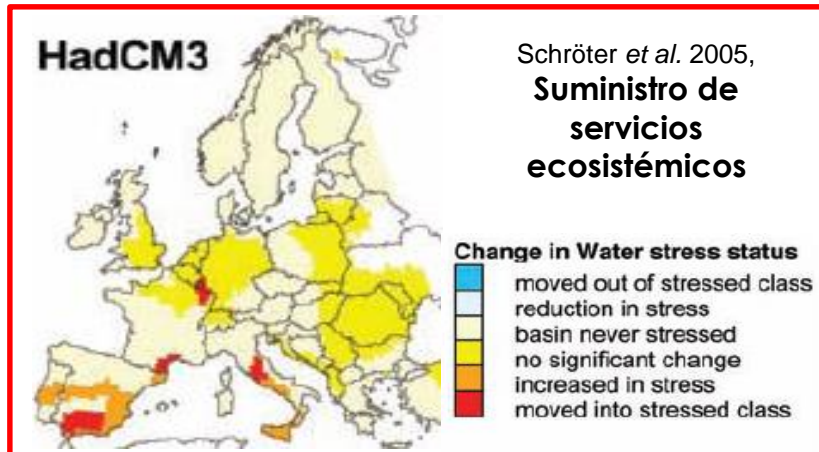 HadCM3
Schröter et al. 2005,
Suministro de
servicios
ecosistémicos
Change in Water stress status
moved out of stressed class
reduction in stress
basin never stressed
no significant change
increased in stress
moved into stressed class